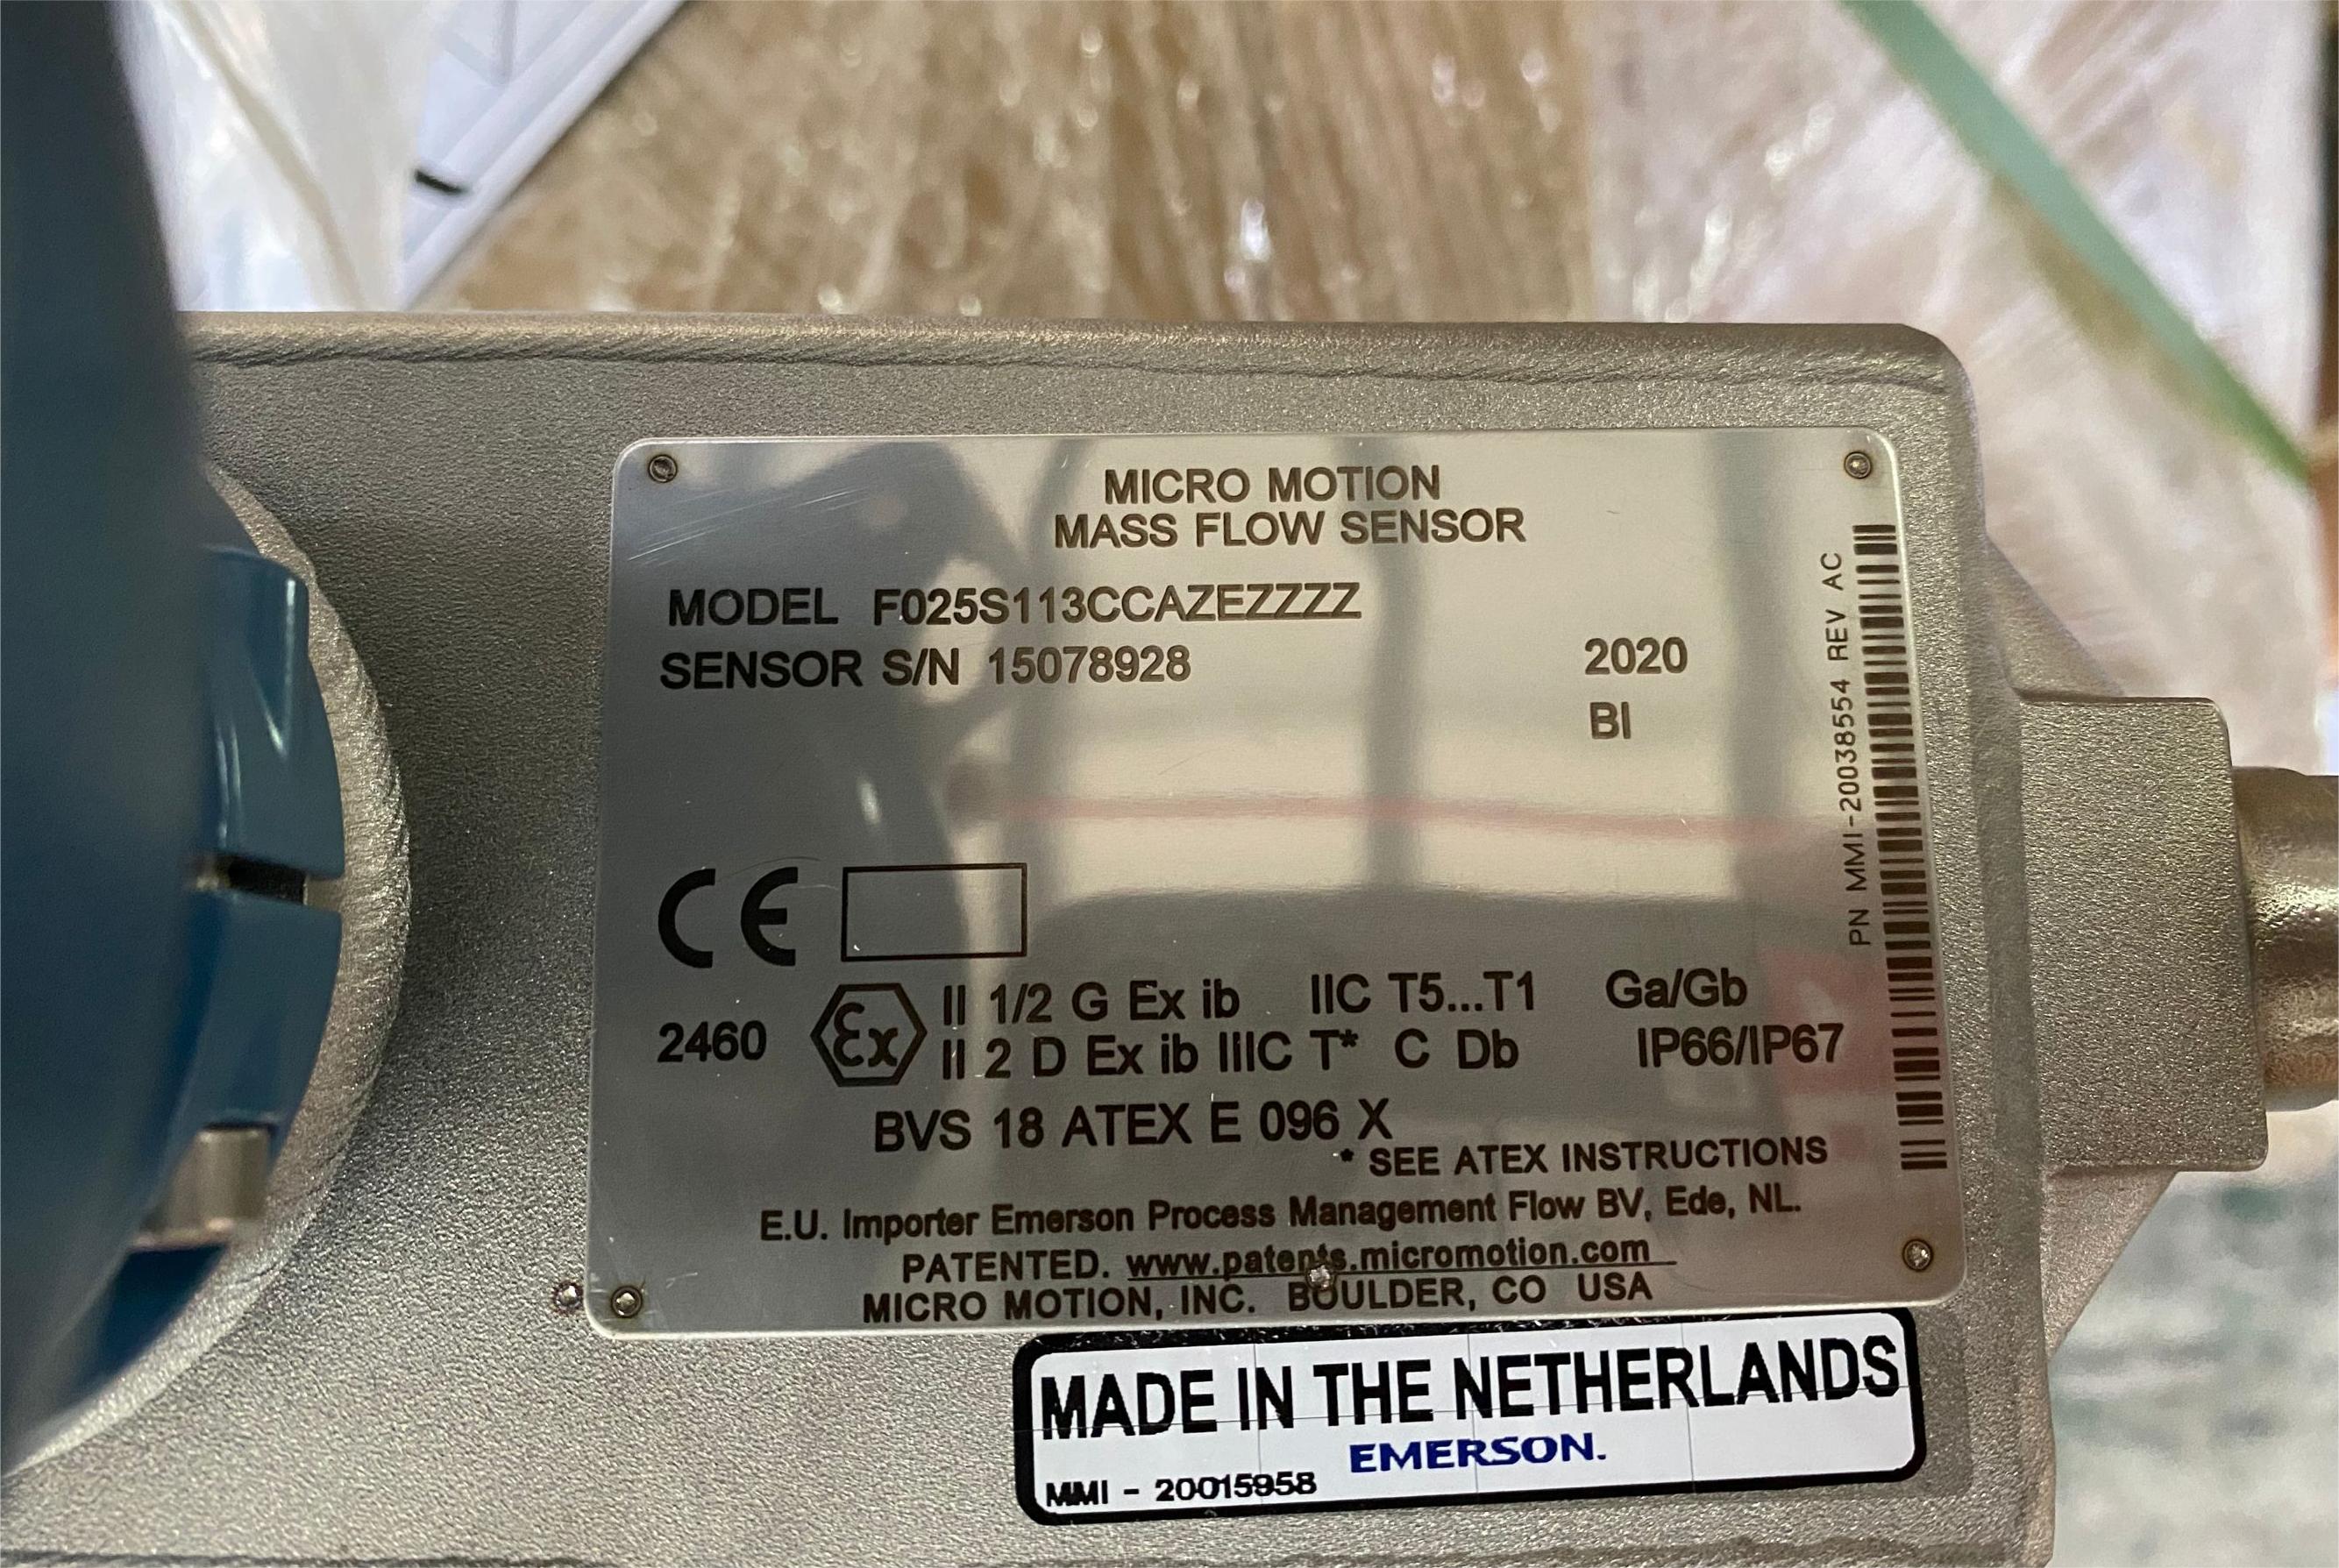 MICRO MOTION
MASS FLOW SENSOR
MODEL F025S113CCAZEZZZZ
SENSOR S/N 15078928
2020
BI
PN MMI-20038554 REV AC
CE
2460
Ex
II 1/2 G Ex ib IIC T5...T1 Ga/Gb
II 2 D Ex ib IIIC T* C Db IP66/IP67
BVS 18 ATEX E 096 X
* SEE ATEX INSTRUCTIONS
E.U. Importer Emerson Process Management Flow BV, Ede, NL.
PATENTED. www.patents.micromotion.com
MICRO MOTION, INC. BOULDER, CO USA
MADE IN THE NETHERLANDS
EMERSON.
MMI - 20015958